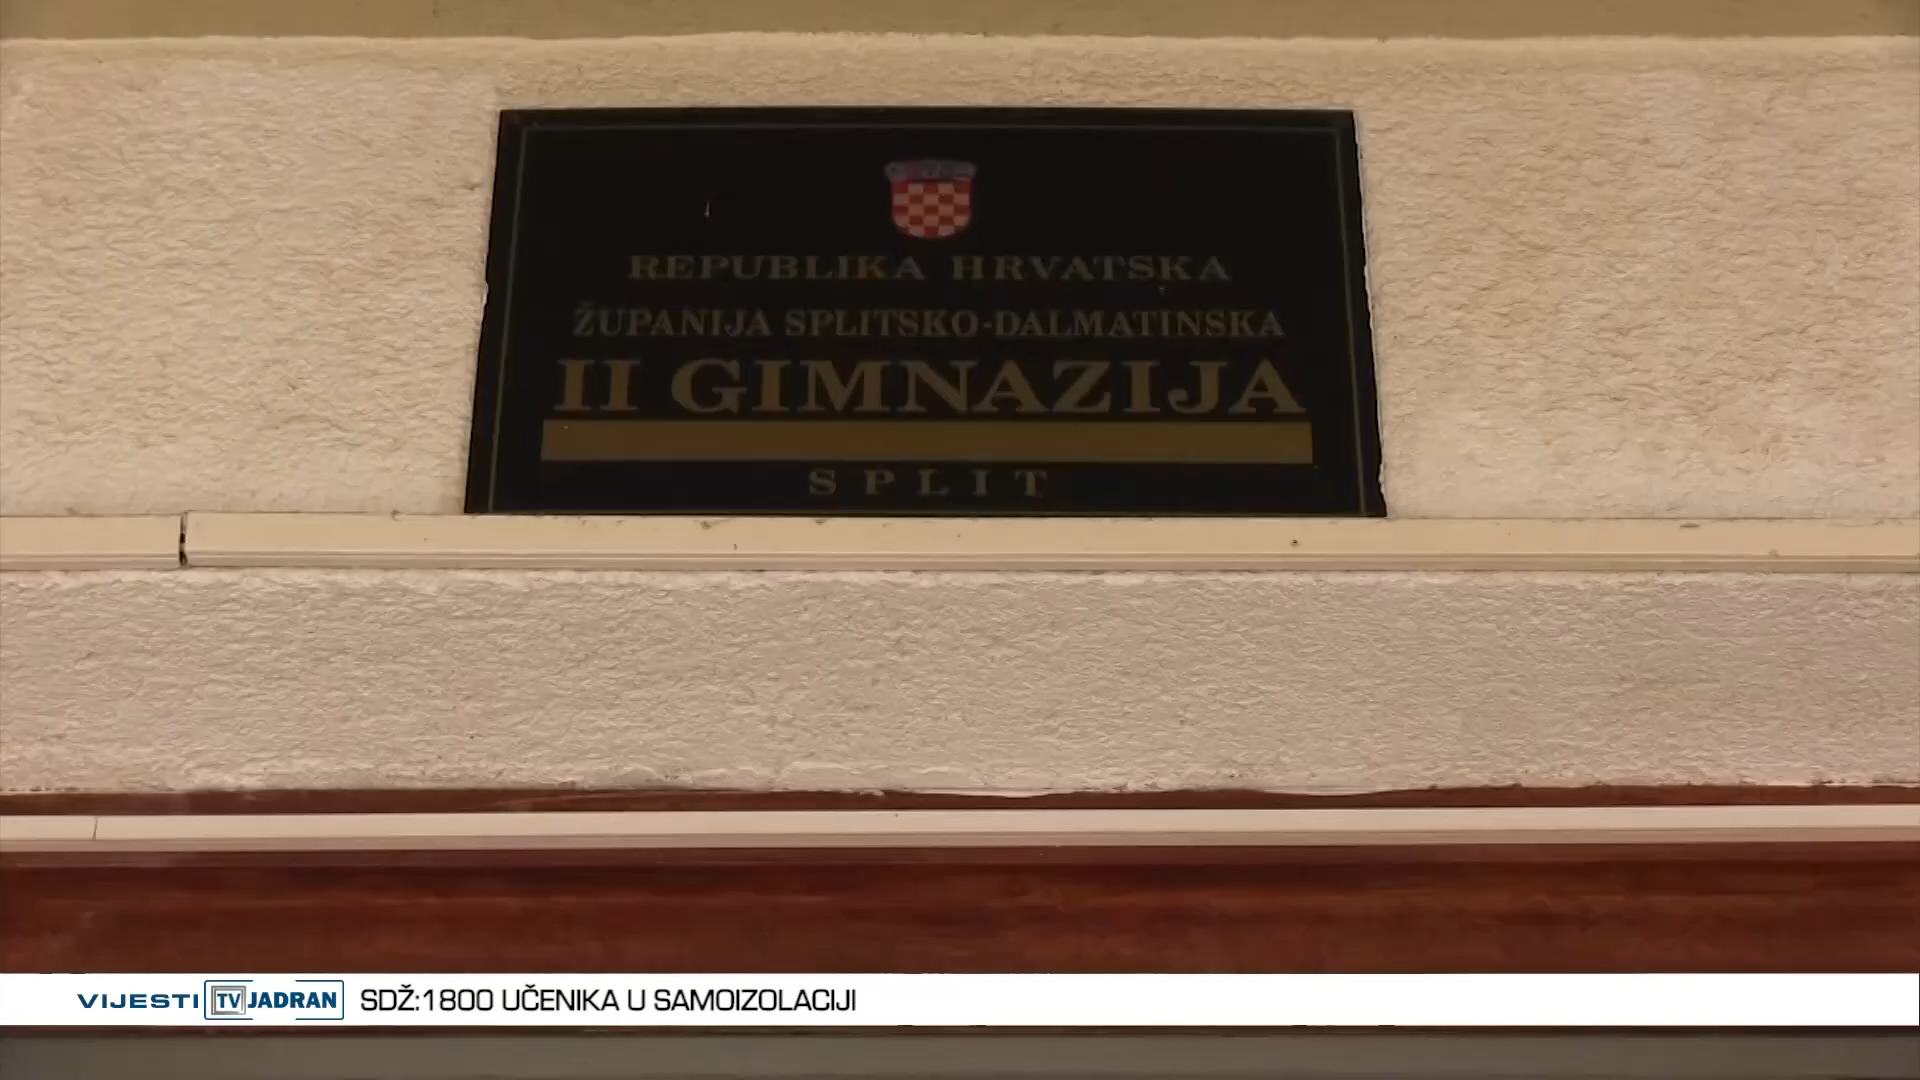 REPUBLIKA HRVATSKA
ŽUPANIJA SPLITSKO-DALMATINSKA
II GIMNAZIJA
SPLIT
VIJESTI TV JADRAN SDŽ:1800 UČENIKA U SAMOIZOLACIJI